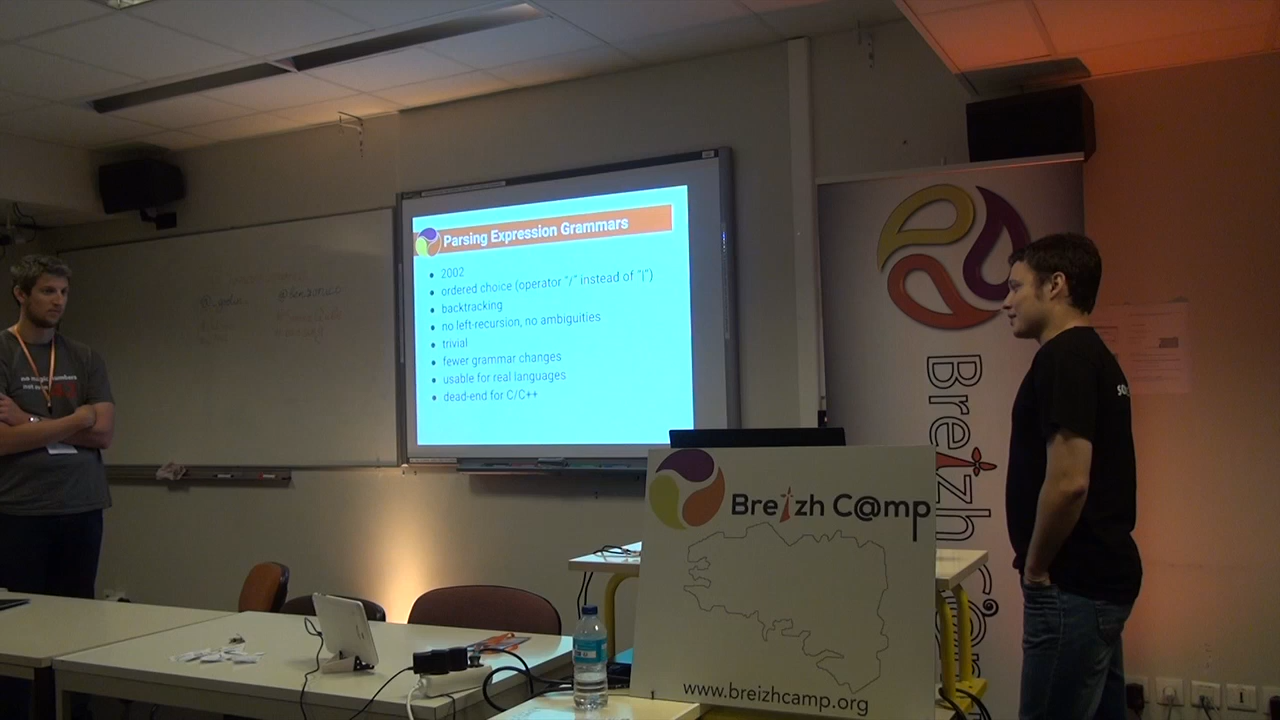 Parsing Expression Grammars
2002
ordered choice (operator "/" instead of "|")
backtracking
no left-recursion, no ambiguities
trivial
fewer grammar changes
usable for real languages
dead-end for C/C++
Breizh C@mp
www.breizhcamp.org
Breizh C@m